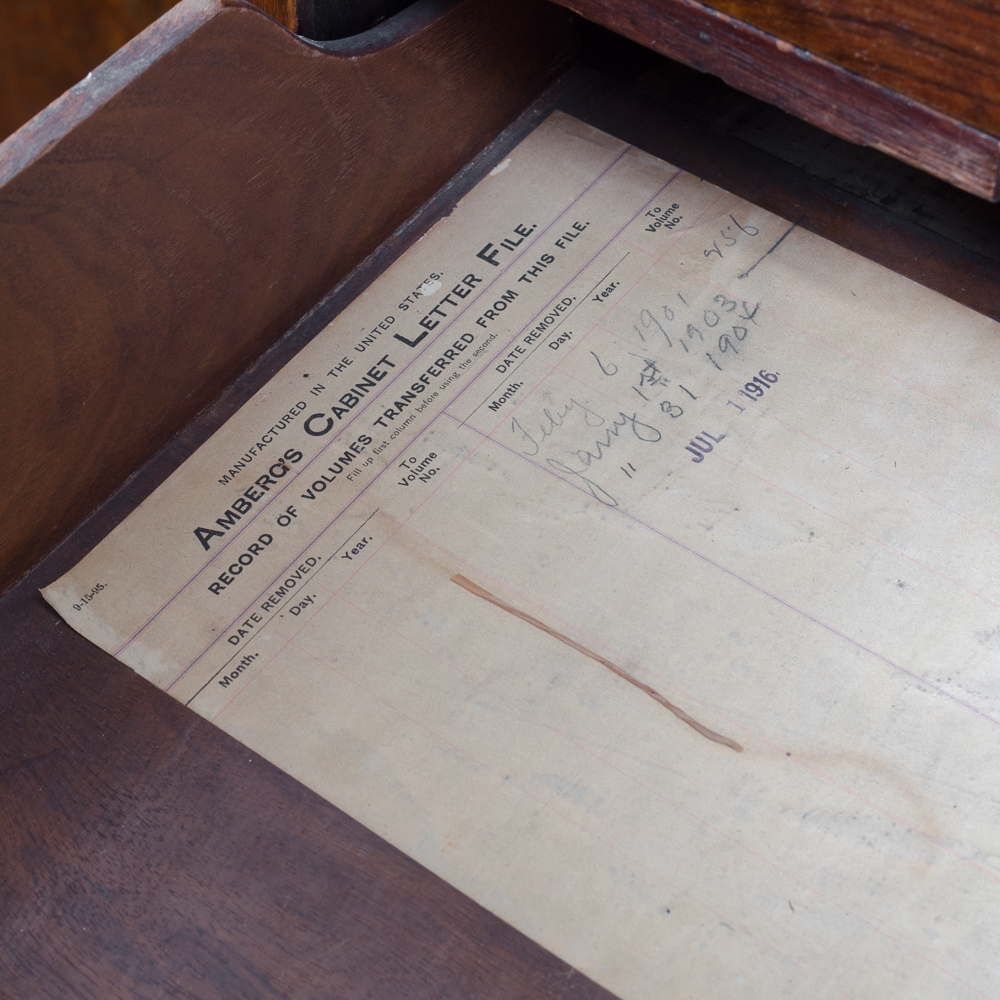 MANUFACTURED IN THE UNITED STATES.
AMBERG'S CABINET LETTER FILE.
RECORD OF VOLUMES TRANSFERRED FROM THIS FILE.
Fill up first column before using the second.
9-15-95.
DATE REMOVED.
Month. Day. Year.
To Volume No.
DATE REMOVED.
Month. Day. Year.
To Volume No.
Feby. 6 1901
Jany 1st 1903
" 31 1904
JUL 1 1916.